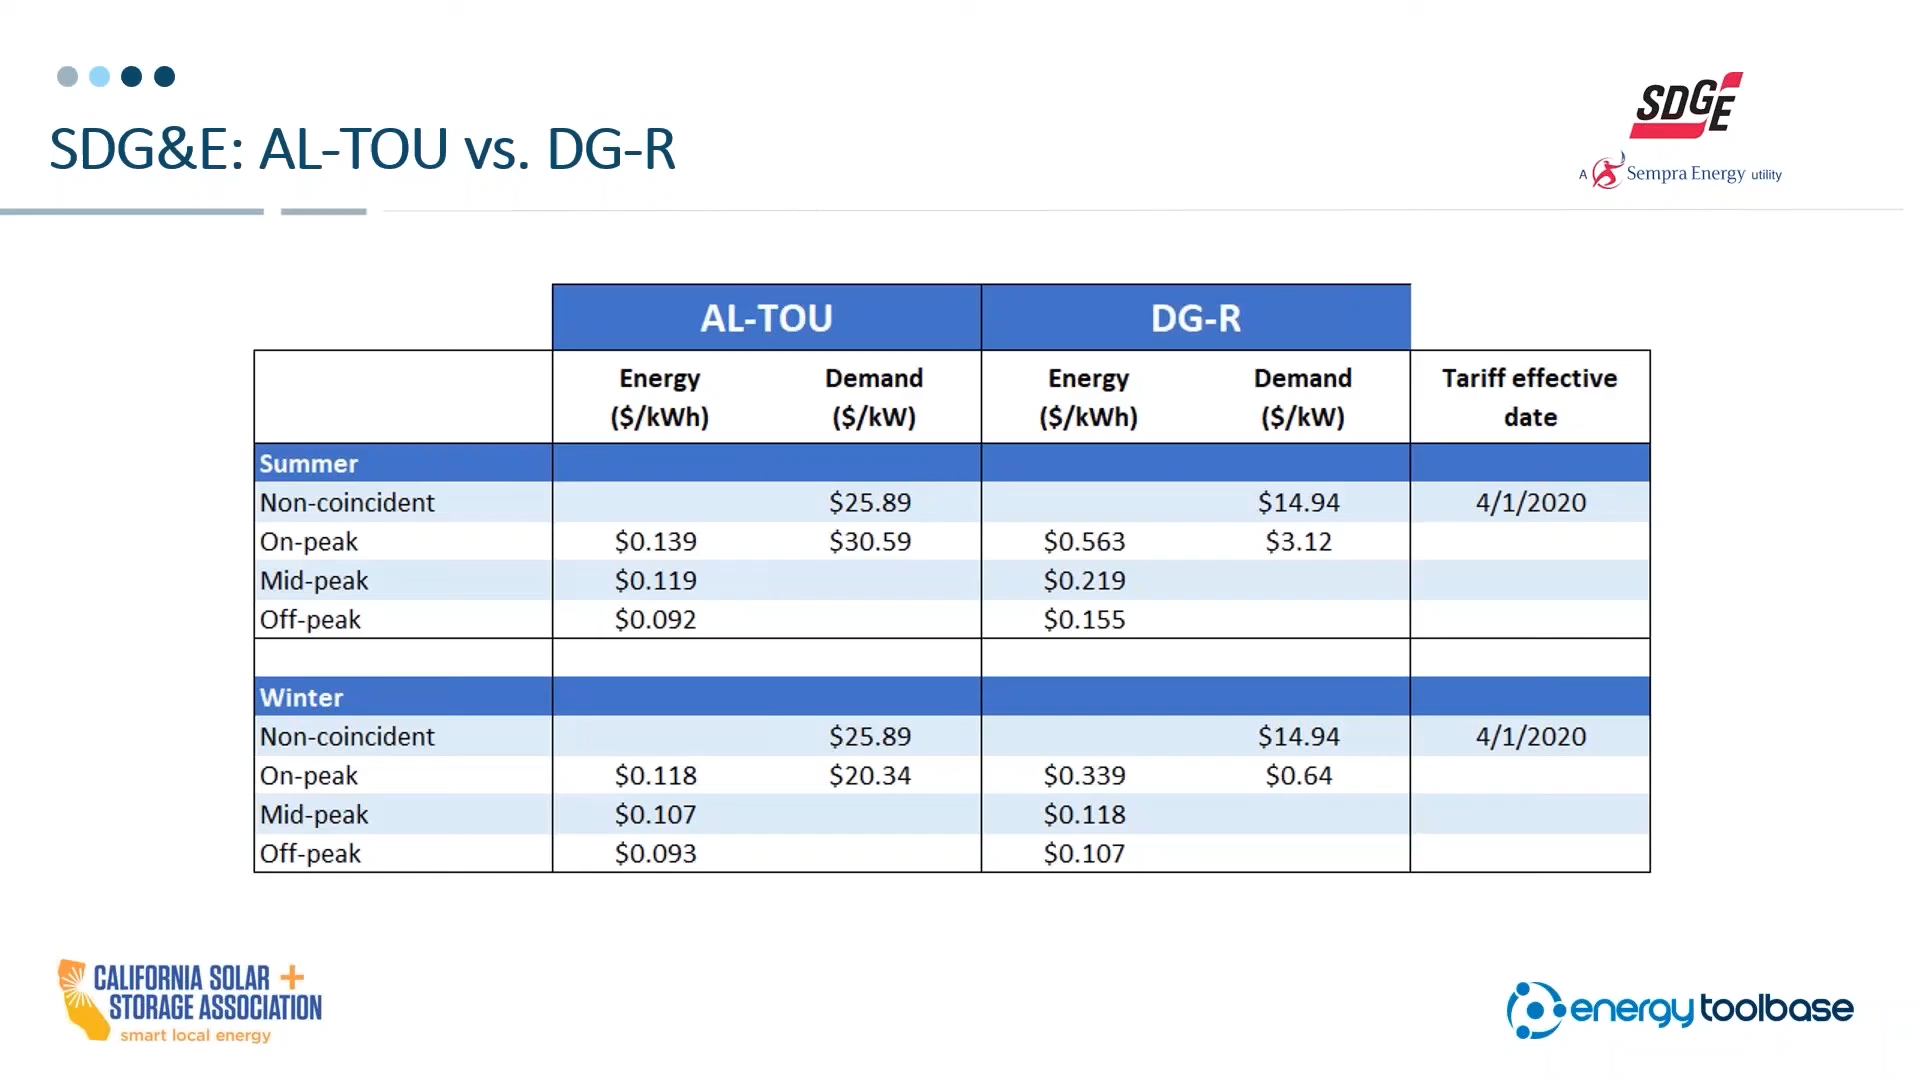 SDG&E: AL-TOU vs. DG-R
SDGE
A Sempra Energy utility
AL-TOU DG-R
Energy ($/kWh) Demand ($/kW) Energy ($/kWh) Demand ($/kW) Tariff effective date
Summer
Non-coincident $25.89 $14.94 4/1/2020
On-peak $0.139 $30.59 $0.563 $3.12
Mid-peak $0.119 $0.219
Off-peak $0.092 $0.155
Winter
Non-coincident $25.89 $14.94 4/1/2020
On-peak $0.118 $20.34 $0.339 $0.64
Mid-peak $0.107 $0.118
Off-peak $0.093 $0.107
CALIFORNIA SOLAR +
STORAGE ASSOCIATION
smart local energy
energy toolbase